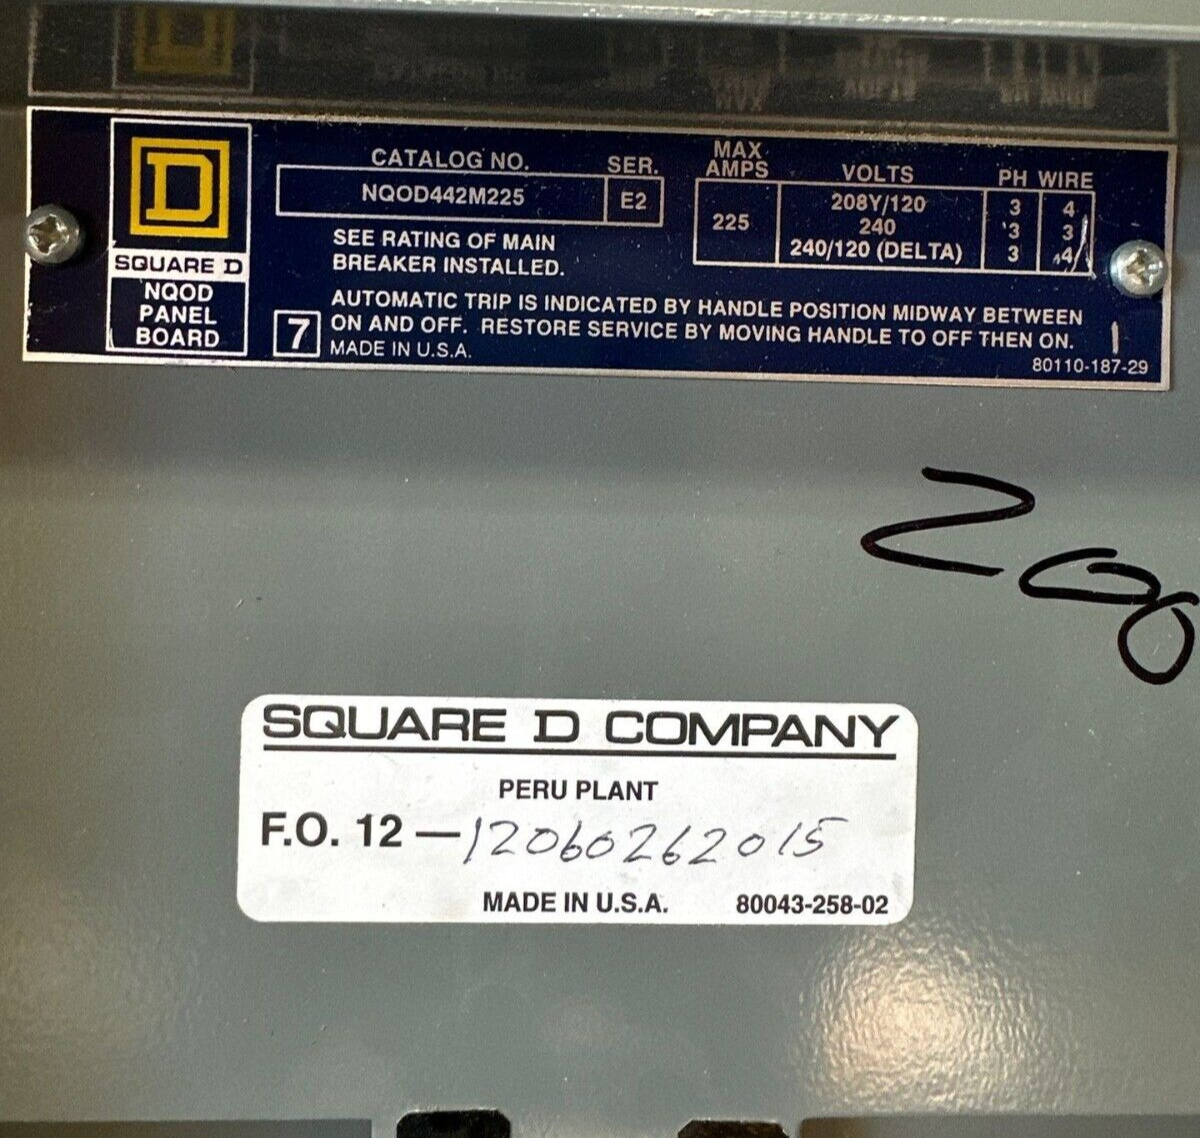 D
SQUARE D
NQOD
PANEL
BOARD
CATALOG NO. SER.
NQOD442M225 E2
SEE RATING OF MAIN
BREAKER INSTALLED.
MAX
AMPS VOLTS PH WIRE
225
208Y/120 3 4
240 3 3
240/120 (DELTA) 3 4
7
AUTOMATIC TRIP IS INDICATED BY HANDLE POSITION MIDWAY BETWEEN
ON AND OFF. RESTORE SERVICE BY MOVING HANDLE TO OFF THEN ON.
MADE IN U.S.A.
80110-187-29
200
SQUARE D COMPANY
PERU PLANT
F.O. 12 — 12060262015
MADE IN U.S.A. 80043-258-02